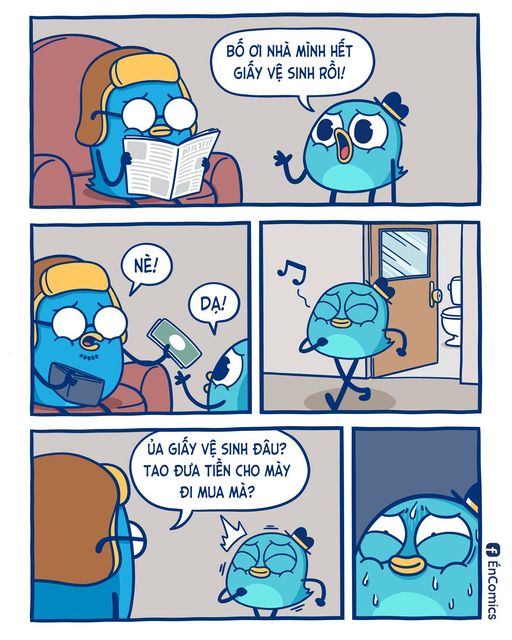 BỐ ƠI NHÀ MÌNH HẾT
GIẤY VỆ SINH RỒI!
NÈ!
DẠ!
ỦA GIẤY VỆ SINH ĐÂU?
TAO ĐƯA TIỀN CHO MÀY
ĐI MUA MÀ?
ÉnComics